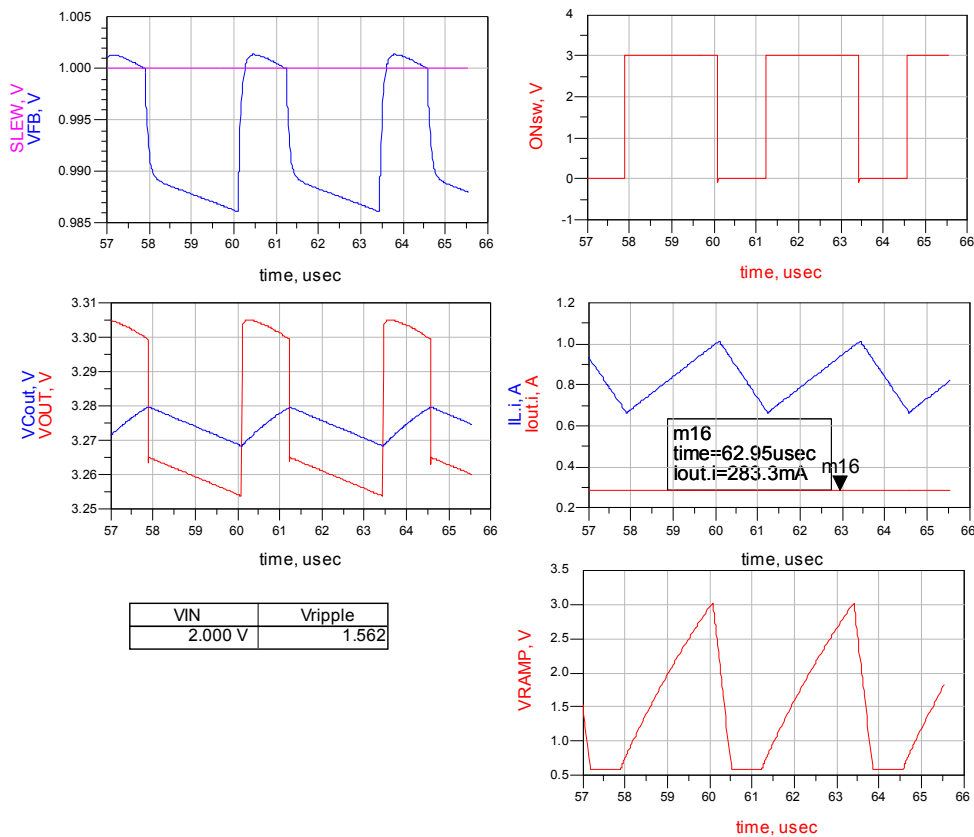 1.005
1.000
0.995
0.990
0.985
SLEW, V
VFB, V
57 58 59 60 61 62 63 64 65 66
time, usec
4
3
2
1
0
-1
ONsw, V
57 58 59 60 61 62 63 64 65 66
time, usec
3.31
3.30
3.29
3.28
3.27
3.26
3.25
VCout, V
VOUT, V
57 58 59 60 61 62 63 64 65 66
time, usec
1.2
1.0
0.8
0.6
0.4
0.2
IL.i, A
Iout.i, A
m16
time=62.95usec
Iout.i=283.3mA
m16
57 58 59 60 61 62 63 64 65 66
time, usec
VIN Vripple
2.000 V 1.562
3.5
3.0
2.5
2.0
1.5
1.0
0.5
VRAMP, V
57 58 59 60 61 62 63 64 65 66
time, usec